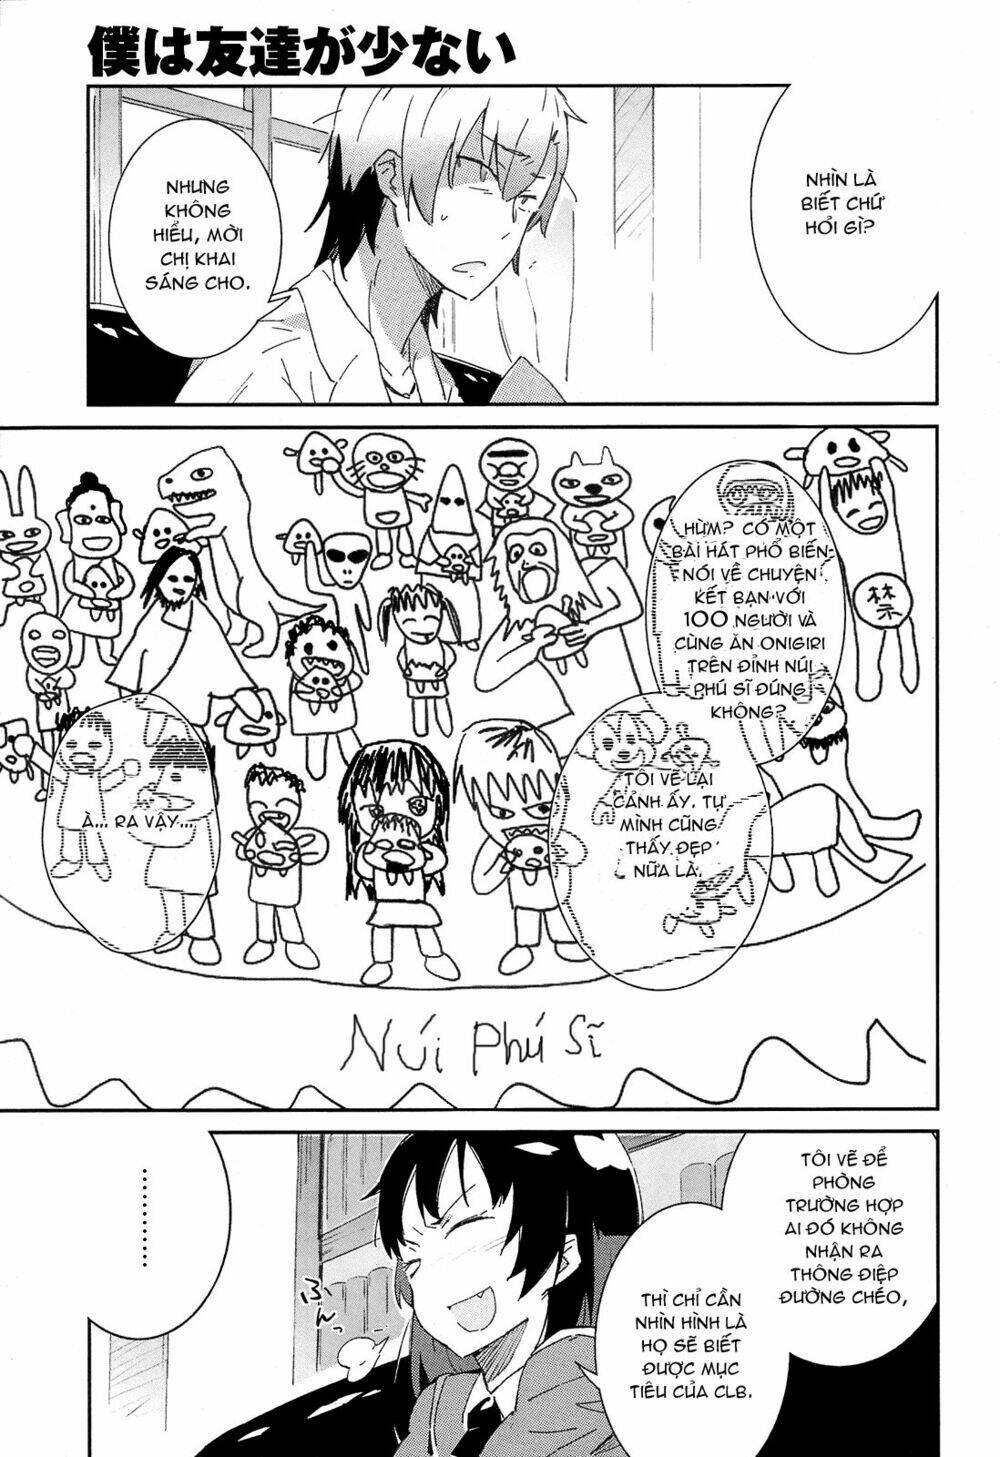 僕は友達が少ない
NHÌN LÀ
BIẾT CHỨ
HỎI GÌ?
NHƯNG
KHÔNG
HIỂU, MỜI
CHỊ KHAI
SÁNG CHO.
HỪM? CÓ MỘT
BÀI HÁT PHỔ BIẾN
NÓI VỀ CHUYỆN
KẾT BẠN VỚI
100 NGƯỜI VÀ
CÙNG ĂN ONIGIRI
TRÊN ĐỈNH NÚI
PHÚ SĨ ĐÚNG
KHÔNG?
禁
TÔI VẼ LẠI
CẢNH ẤY. TỰ
MÌNH CŨNG
THẤY ĐẸP
NỮA LÀ.
À... RA VẬY...
Núi Phú Sĩ
TÔI VẼ ĐỂ
PHÒNG
TRƯỜNG HỢP
AI ĐÓ KHÔNG
NHẬN RA
THÔNG ĐIỆP
ĐƯỜNG CHÉO,
THÌ CHỈ CẦN
NHÌN HÌNH LÀ
HỌ SẼ BIẾT
ĐƯỢC MỤC
TIÊU CỦA CLB.
ふんっ
..........